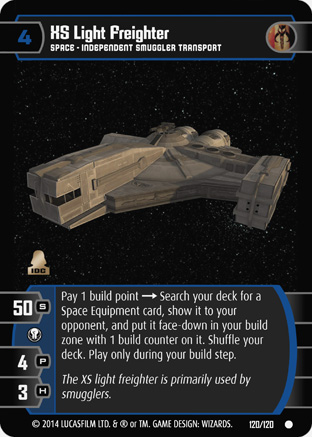 4
XS Light Freighter
SPACE - INDEPENDENT SMUGGLER TRANSPORT
IDC
50 S
4 P
3 H
Pay 1 build point → Search your deck for a
Space Equipment card, show it to your
opponent, and put it face-down in your build
zone with 1 build counter on it. Shuffle your
deck. Play only during your build step.
The XS light freighter is primarily used by
smugglers.
© 2014 LUCASFILM LTD. & ® or TM. GAME DESIGN: WIZARDS.
120/120